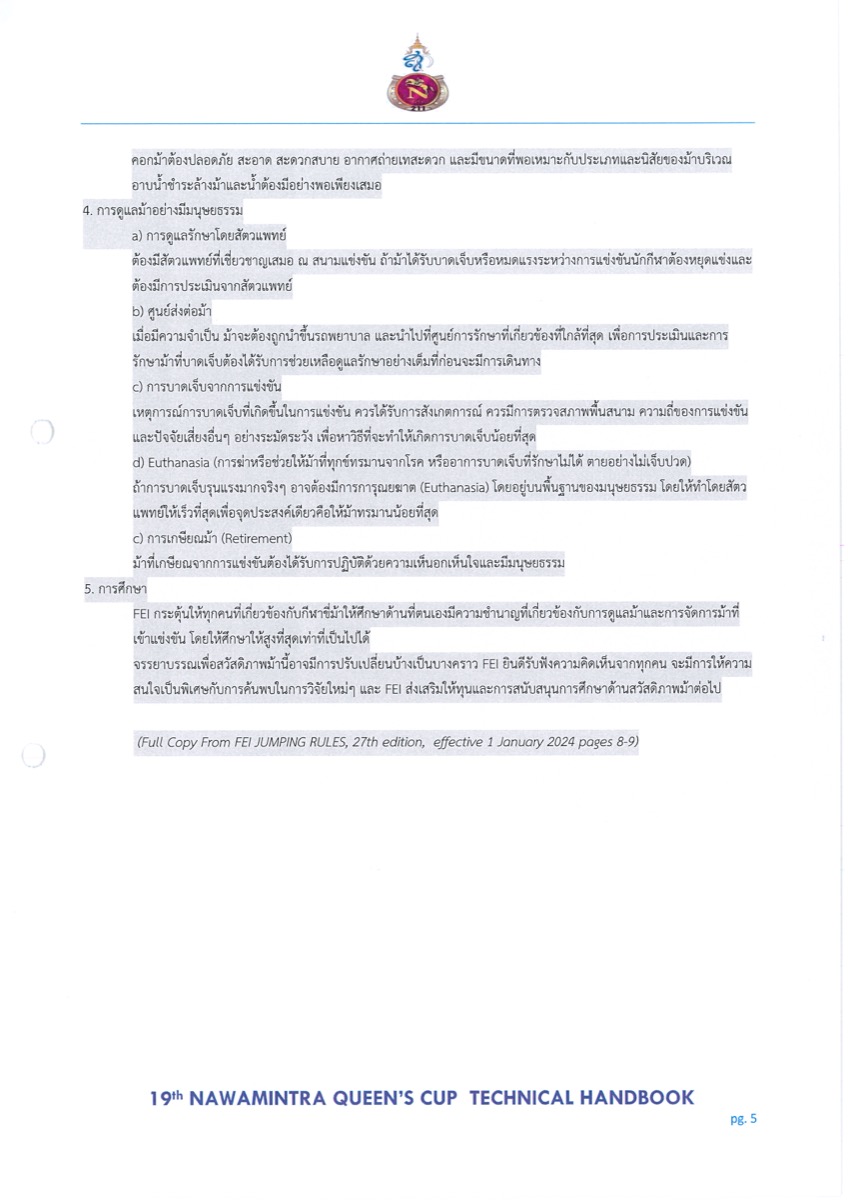 N
คอกม้าต้องปลอดภัย สะอาด สะดวกสบาย อากาศถ่ายเทสะดวก และมีขนาดที่พอเหมาะกับประเภทและนิสัยของม้าบริเวณ
อาบน้ำชำระล้างม้าและน้ำต้องมีอย่างพอเพียงเสมอ
4. การดูแลม้าอย่างมีมนุษยธรรม
a) การดูแลรักษาโดยสัตวแพทย์
ต้องมีสัตวแพทย์ที่เชี่ยวชาญเสมอ ณ สนามแข่งขัน ถ้าม้าได้รับบาดเจ็บหรือหมดแรงระหว่างการแข่งขันนักกีฬาต้องหยุดแข่งและ
ต้องมีการประเมินจากสัตวแพทย์
b) ศูนย์ส่งต่อม้า
เมื่อมีความจำเป็น ม้าจะต้องถูกนำขึ้นรถพยาบาล และนำไปที่ศูนย์การรักษาที่เกี่ยวข้องที่ใกล้ที่สุด เพื่อการประเมินและการ
รักษาม้าที่บาดเจ็บต้องได้รับการช่วยเหลือดูแลรักษาอย่างเต็มที่ก่อนจะมีการเดินทาง
c) การบาดเจ็บจากการแข่งขัน
เหตุการณ์การบาดเจ็บที่เกิดขึ้นในการแข่งขัน ควรได้รับการสังเกตการณ์ ควรมีการตรวจสภาพพื้นสนาม ความถี่ของการแข่งขัน
และปัจจัยเสี่ยงอื่นๆ อย่างระมัดระวัง เพื่อหาวิธีที่จะทำให้เกิดการบาดเจ็บน้อยที่สุด
d) Euthanasia (การฆ่าหรือช่วยให้ม้าที่ทุกข์ทรมานจากโรค หรืออาการบาดเจ็บที่รักษาไม่ได้ ตายอย่างไม่เจ็บปวด)
ถ้าการบาดเจ็บรุนแรงมากจริงๆ อาจต้องมีการการุณยฆาต (Euthanasia) โดยอยู่บนพื้นฐานของมนุษยธรรม โดยให้ทำโดยสัตว
แพทย์ให้เร็วที่สุดเพื่อจุดประสงค์เดียวคือให้ม้าทรมานน้อยที่สุด
c) การเกษียณม้า (Retirement)
ม้าที่เกษียณจากการแข่งขันต้องได้รับการปฏิบัติด้วยความเห็นอกเห็นใจและมีมนุษยธรรม
5. การศึกษา
FEI กระตุ้นให้ทุกคนที่เกี่ยวข้องกับกีฬาขี่ม้าให้ศึกษาด้านที่ตนเองมีความชำนาญที่เกี่ยวข้องกับการดูแลม้าและการจัดการม้าที่
เข้าแข่งขัน โดยให้ศึกษาให้สูงที่สุดเท่าที่เป็นไปได้
จรรยาบรรณเพื่อสวัสดิภาพม้านี้อาจมีการปรับเปลี่ยนบ้างเป็นบางคราว FEI ยินดีรับฟังความคิดเห็นจากทุกคน จะมีการให้ความ
สนใจเป็นพิเศษกับการค้นพบในการวิจัยใหม่ๆ และ FEI ส่งเสริมให้ทุนและการสนับสนุนการศึกษาด้านสวัสดิภาพม้าต่อไป
(Full Copy From FEI JUMPING RULES, 27th edition, effective 1 January 2024 pages 8-9)
19th NAWAMINTRA QUEEN'S CUP TECHNICAL HANDBOOK
pg. 5